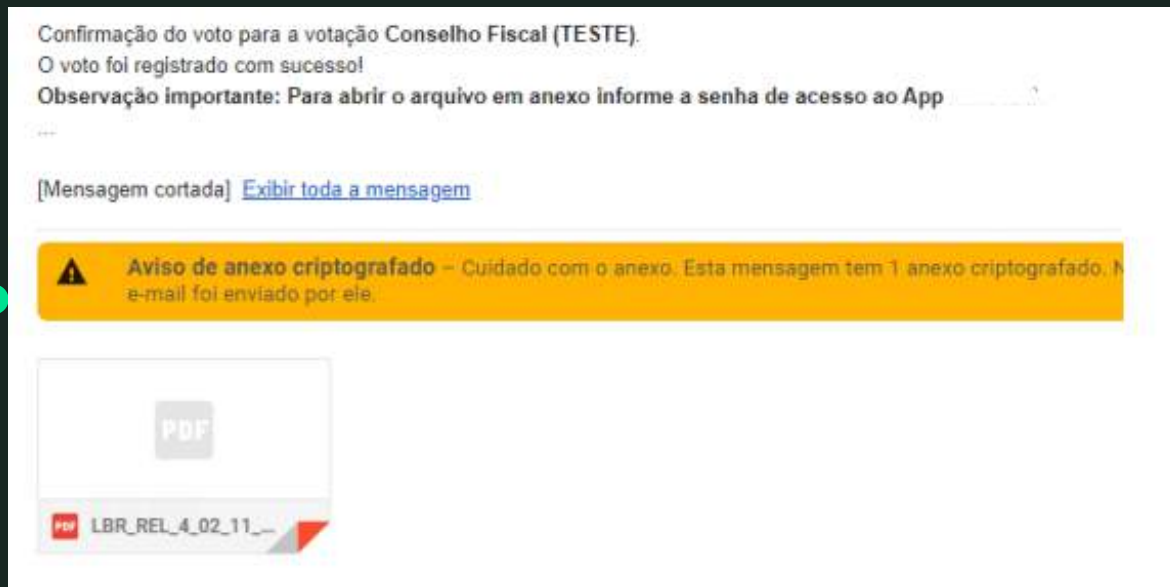 Confirmação do voto para a votação Conselho Fiscal (TESTE).
O voto foi registrado com sucesso!
Observação importante: Para abrir o arquivo em anexo informe a senha de acesso ao App
...
[Mensagem cortada] Exibir toda a mensagem
Aviso de anexo criptografado – Cuidado com o anexo. Esta mensagem tem 1 anexo criptografado. N
e-mail foi enviado por ele.
PDF
PDF LBR_REL_4_02_11_...